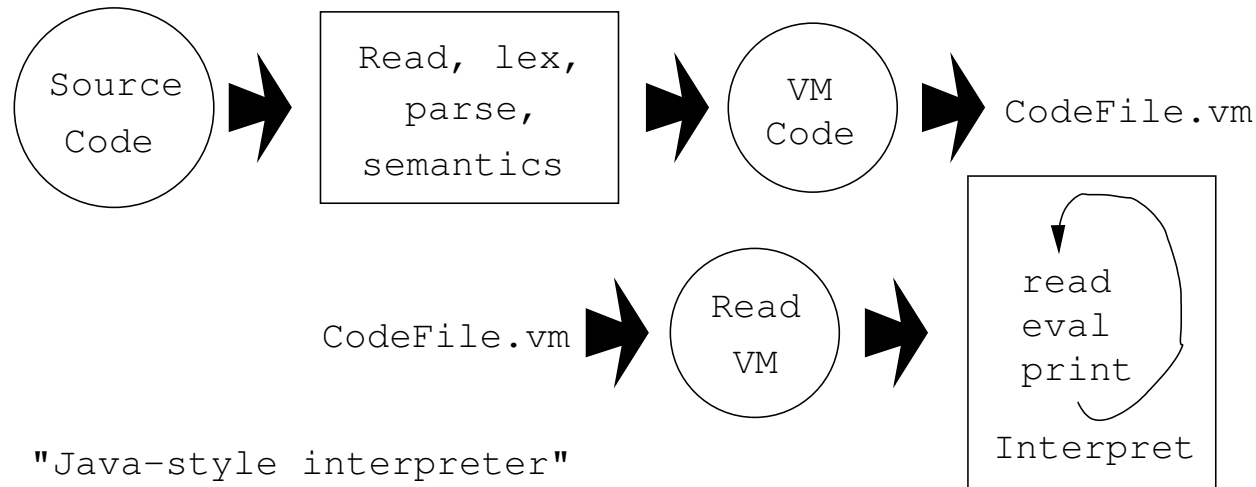 Source
Code
Read, lex,
parse,
semantics
VM
Code
CodeFile.vm
CodeFile.vm
Read
VM
read
eval
print
Interpret
"Java-style interpreter"